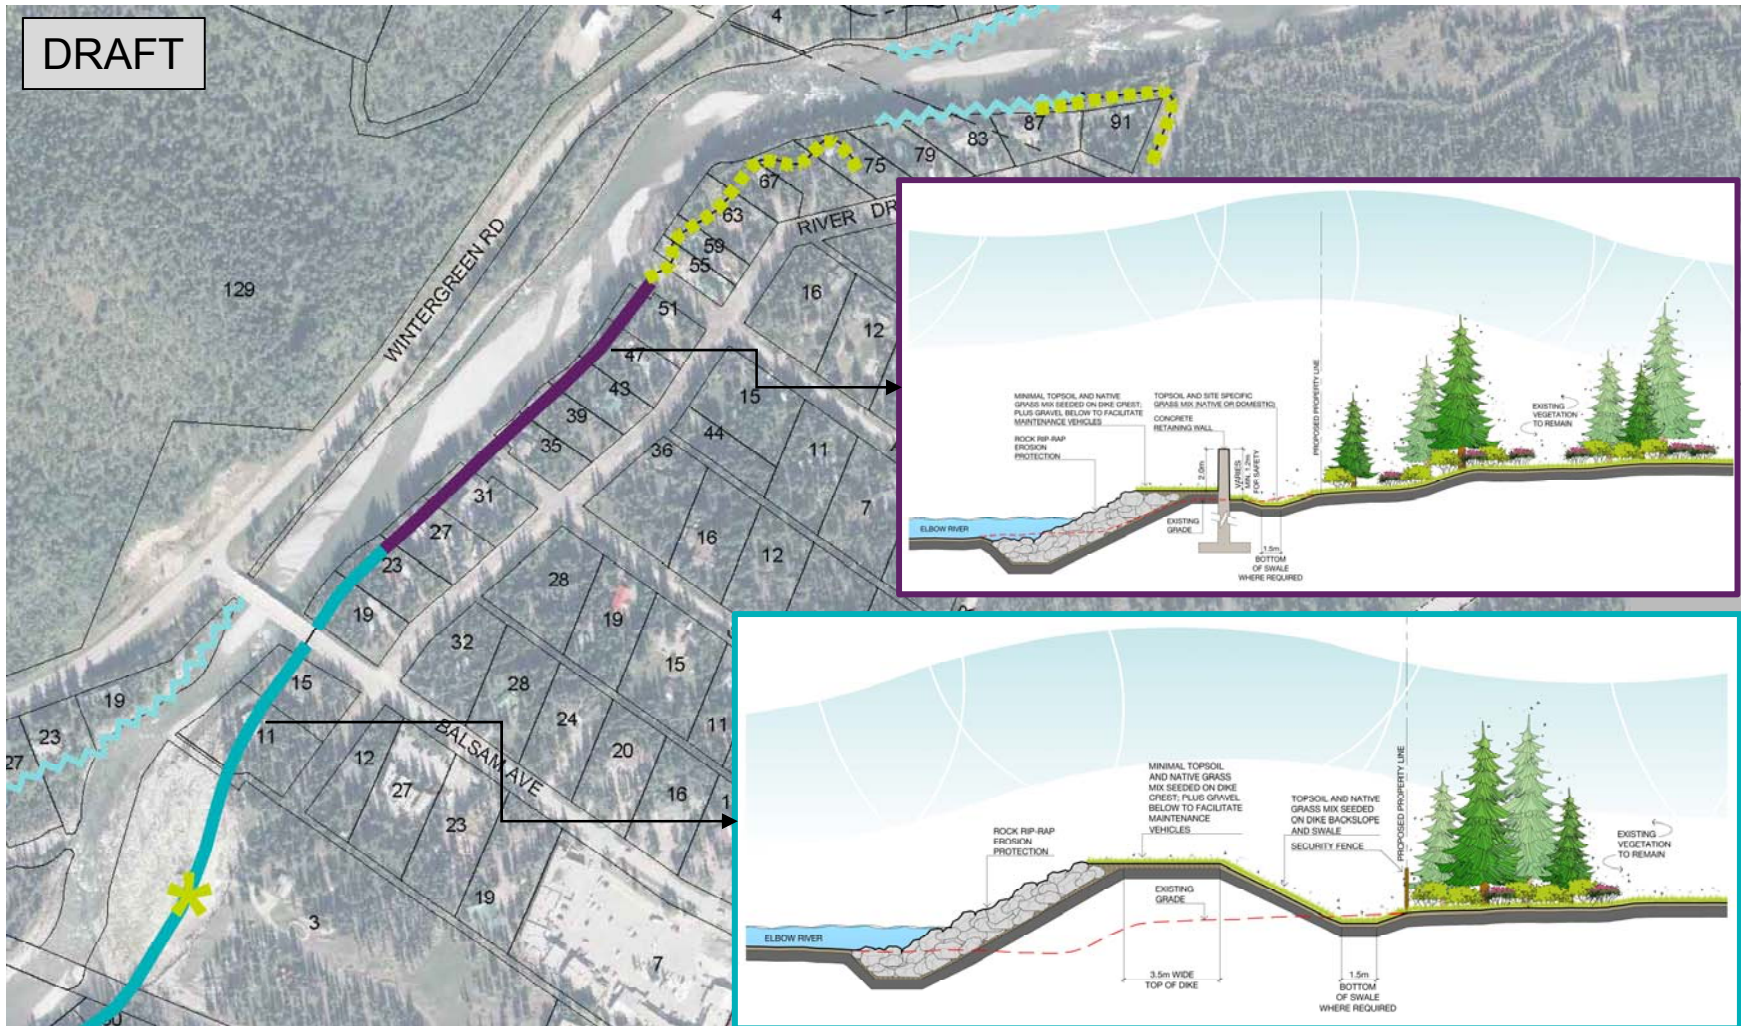 DRAFT
4
129
WINTERGREEN RD
91
87
83
79
75
67
63
59
55
RIVER DR
51
47
43
39
35
31
27
23
19
16
12
15
11
7
44
36
16
12
28
19
15
11
32
28
24
20
16
BALSAM AVE
15
11
12
27
23
19
3
7
19
23
27
MINIMAL TOPSOIL AND NATIVE
GRASS MIX SEEDED ON DIKE CREST;
PLUS GRAVEL BELOW TO FACILITATE
MAINTENANCE VEHICLES
ROCK RIP-RAP
EROSION
PROTECTION
TOPSOIL AND SITE SPECIFIC
GRASS MIX (NATIVE OR DOMESTIC)
CONCRETE
RETAINING WALL
2.0m
VARIES
MIN. 1.2m
FOR SAFETY
PROPOSED PROPERTY LINE
EXISTING
VEGETATION
TO REMAIN
ELBOW RIVER
EXISTING
GRADE
1.5m
BOTTOM
OF SWALE
WHERE REQUIRED
MINIMAL TOPSOIL
AND NATIVE GRASS
MIX SEEDED ON DIKE
CREST; PLUS GRAVEL
BELOW TO FACILITATE
MAINTENANCE
VEHICLES
ROCK RIP-RAP
EROSION
PROTECTION
TOPSOIL AND NATIVE
GRASS MIX SEEDED
ON DIKE BACKSLOPE
AND SWALE
SECURITY FENCE
PROPOSED PROPERTY LINE
EXISTING
VEGETATION
TO REMAIN
EXISTING
GRADE
ELBOW RIVER
3.5m WIDE
TOP OF DIKE
1.5m
BOTTOM
OF SWALE
WHERE REQUIRED